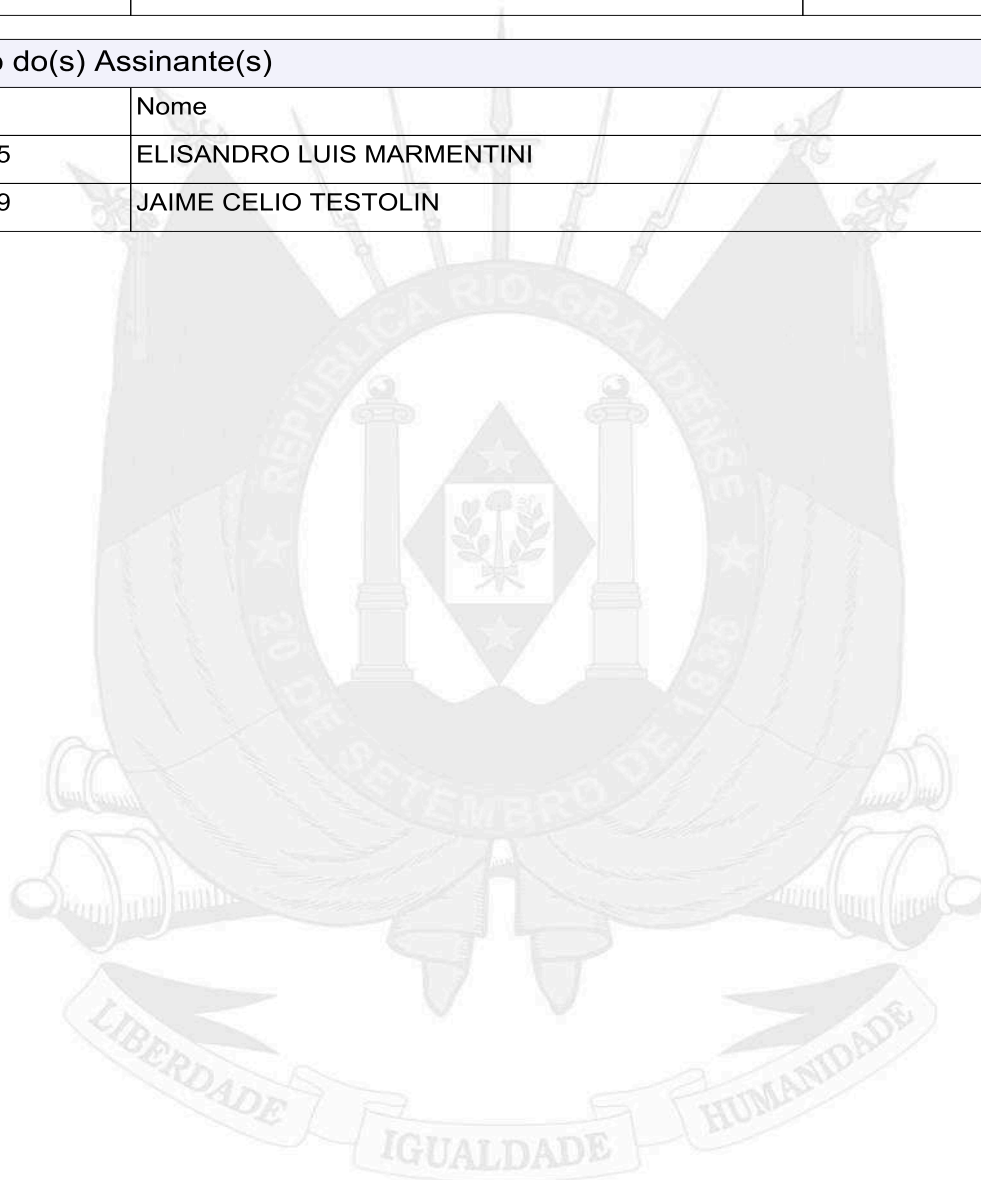 o do(s) Assinante(s)
Nome
5 ELISANDRO LUIS MARMENTINI
9 JAIME CELIO TESTOLIN
REPÚBLICA RIO-GRANDENSE
20 DE SETEMBRO DE 1835
LIBERDADE IGUALDADE HUMANIDADE